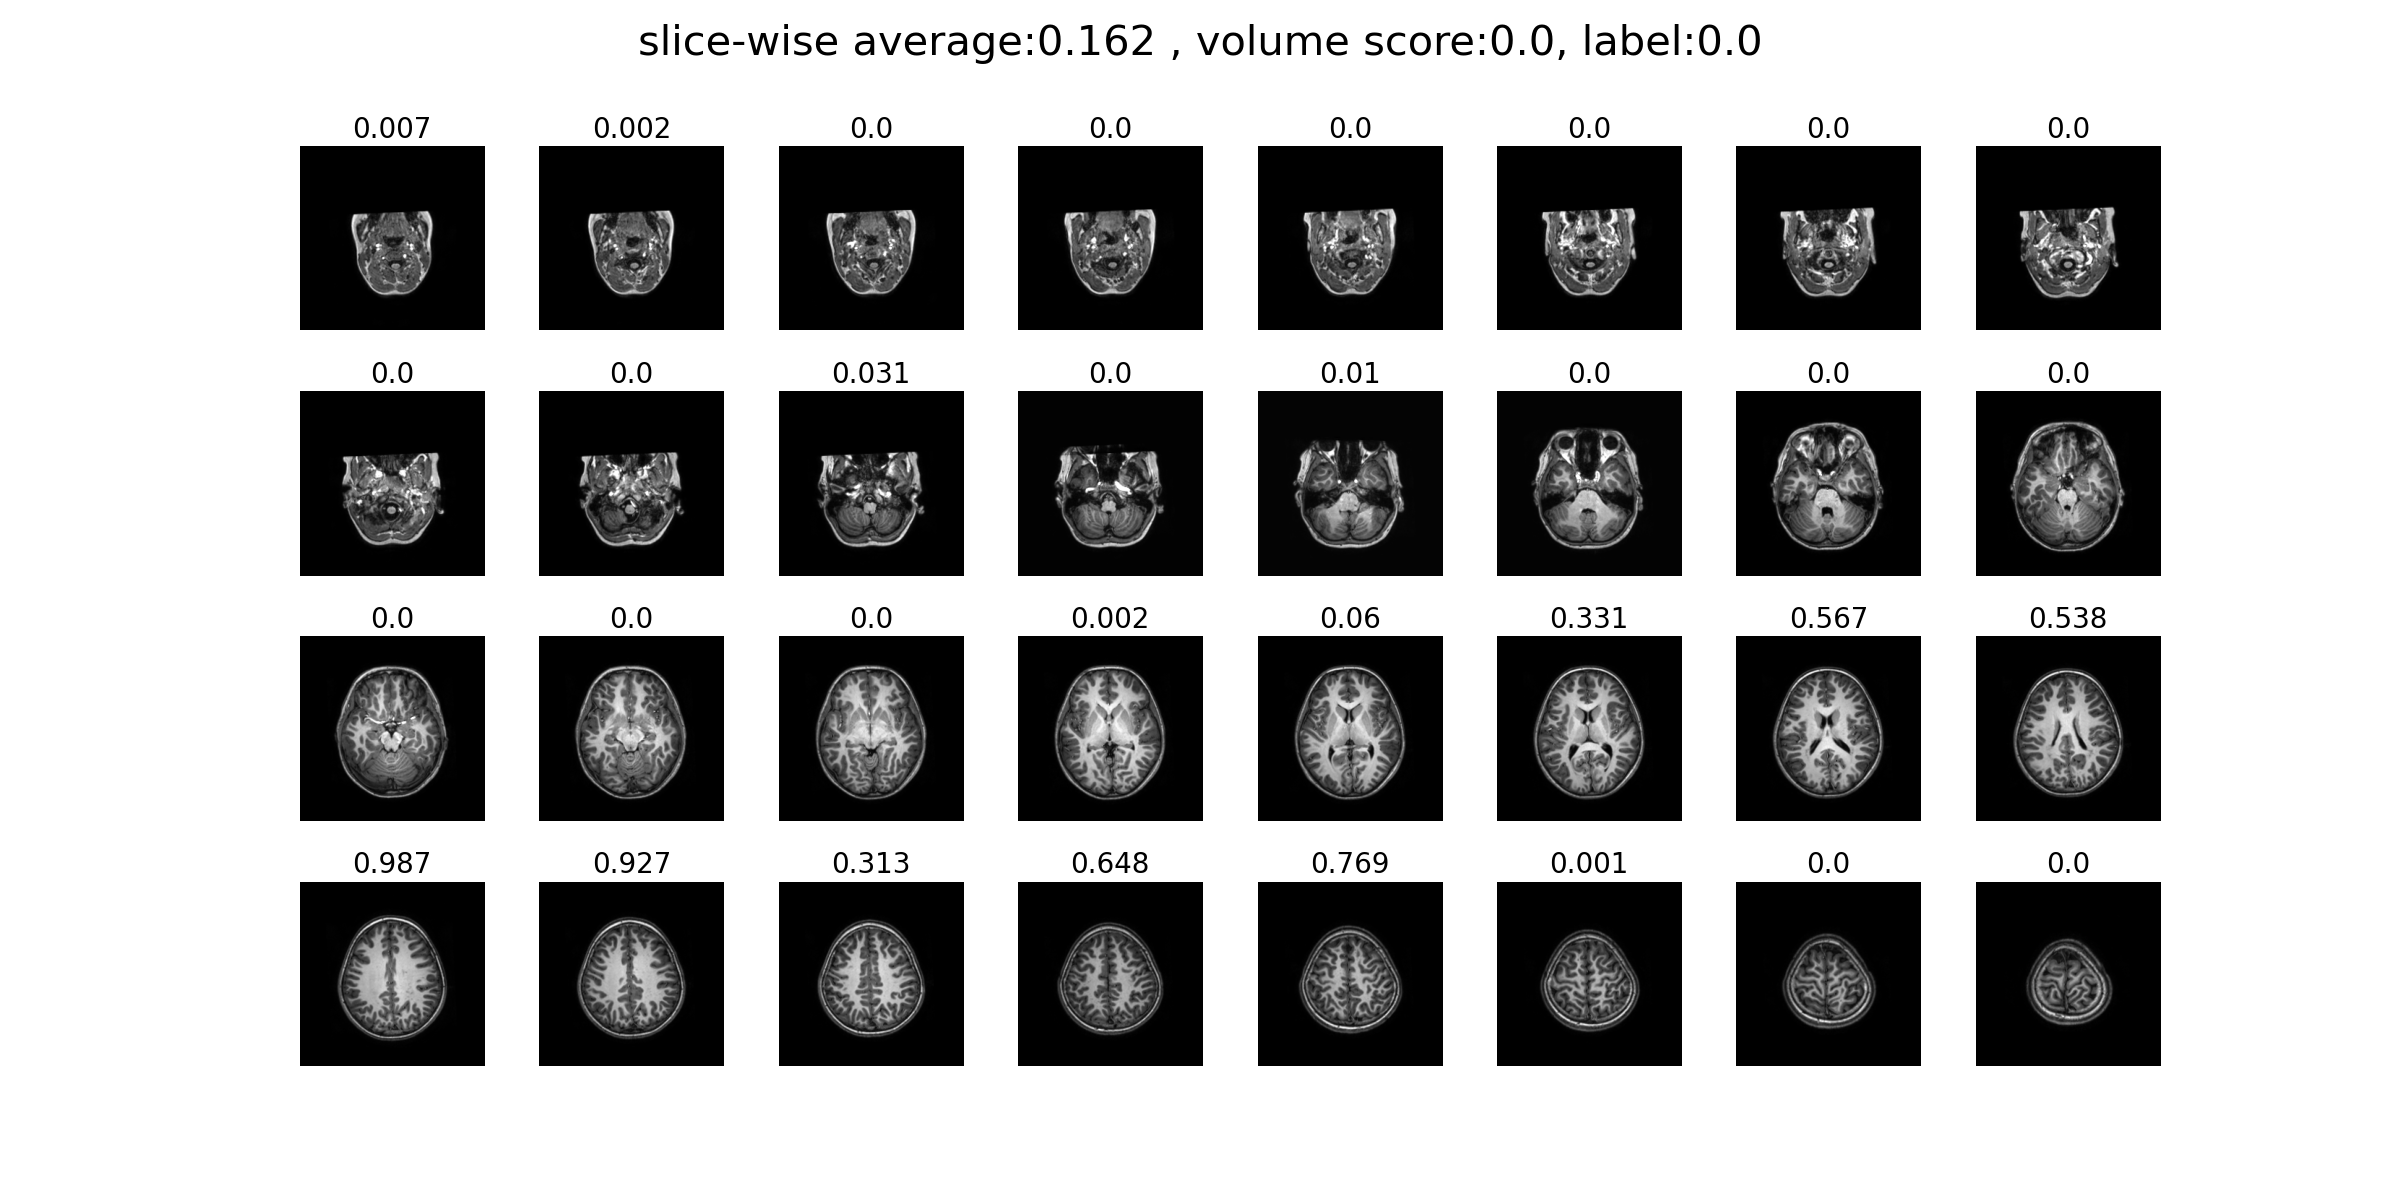 slice-wise average:0.162 , volume score:0.0, label:0.0
0.007 0.002 0.0 0.0 0.0 0.0 0.0 0.0
0.0 0.0 0.031 0.0 0.01 0.0 0.0 0.0
0.0 0.0 0.0 0.002 0.06 0.331 0.567 0.538
0.987 0.927 0.313 0.648 0.769 0.001 0.0 0.0